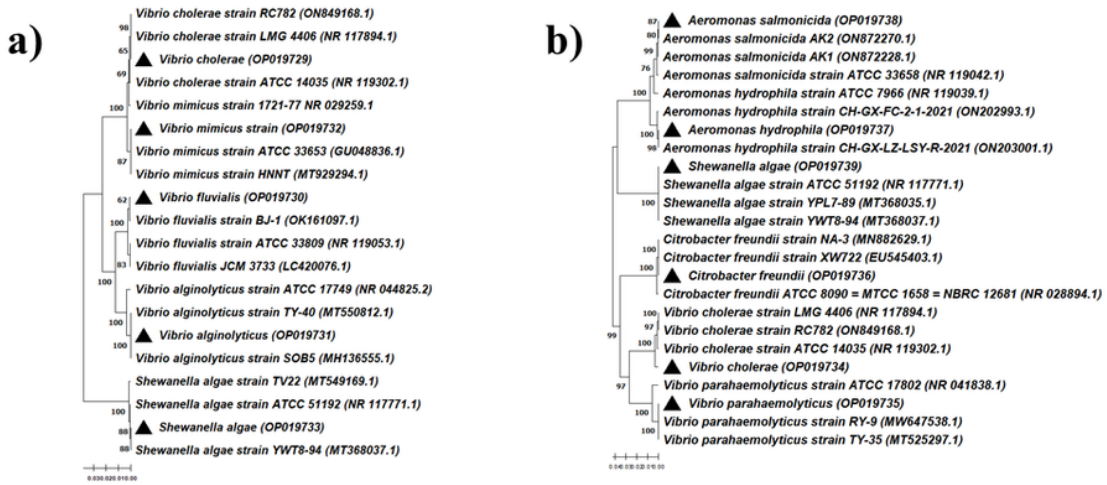 a)
Vibrio cholerae strain RC782 (ON849168.1)
Vibrio cholerae strain LMG 4406 (NR 117894.1)
Vibrio cholerae (OP019729)
Vibrio cholerae strain ATCC 14035 (NR 119302.1)
Vibrio mimicus strain 1721-77 NR 029259.1
Vibrio mimicus strain (OP019732)
Vibrio mimicus strain ATCC 33653 (GU048836.1)
Vibrio mimicus strain HNNT (MT929294.1)
Vibrio fluvialis (OP019730)
Vibrio fluvialis strain BJ-1 (OK161097.1)
Vibrio fluvialis strain ATCC 33809 (NR 119053.1)
Vibrio fluvialis JCM 3733 (LC420076.1)
Vibrio alginolyticus strain ATCC 17749 (NR 044825.2)
Vibrio alginolyticus strain TY-40 (MT550812.1)
Vibrio alginolyticus (OP019731)
Vibrio alginolyticus strain SOB5 (MH136555.1)
Shewanella algae strain TV22 (MT549169.1)
Shewanella algae strain ATCC 51192 (NR 117771.1)
Shewanella algae (OP019733)
Shewanella algae strain YWT8-94 (MT368037.1)
98
65
69
100
87
62
100
83
100
100
100
100
88
88
0.030.020.010.00
b)
Aeromonas salmonicida (OP019738)
Aeromonas salmonicida AK2 (ON872270.1)
Aeromonas salmonicida AK1 (ON872228.1)
Aeromonas salmonicida strain ATCC 33658 (NR 119042.1)
Aeromonas hydrophila strain ATCC 7966 (NR 119039.1)
Aeromonas hydrophila strain CH-GX-FC-2-1-2021 (ON202993.1)
Aeromonas hydrophila (OP019737)
Aeromonas hydrophila strain CH-GX-LZ-LSY-R-2021 (ON203001.1)
Shewanella algae (OP019739)
Shewanella algae strain ATCC 51192 (NR 117771.1)
Shewanella algae strain YPL7-89 (MT368035.1)
Shewanella algae strain YWT8-94 (MT368037.1)
Citrobacter freundii strain NA-3 (MN882629.1)
Citrobacter freundii strain XW722 (EU545403.1)
Citrobacter freundii (OP019736)
Citrobacter freundii ATCC 8090 = MTCC 1658 = NBRC 12681 (NR 028894.1)
Vibrio cholerae strain LMG 4406 (NR 117894.1)
Vibrio cholerae strain RC782 (ON849168.1)
Vibrio cholerae strain ATCC 14035 (NR 119302.1)
Vibrio cholerae (OP019734)
Vibrio parahaemolyticus strain ATCC 17802 (NR 041838.1)
Vibrio parahaemolyticus (OP019735)
Vibrio parahaemolyticus strain RY-9 (MW647538.1)
Vibrio parahaemolyticus strain TY-35 (MT525297.1)
87
80
99
76
100
100
98
100
100
100
100
99
100
97
100
97
100
100
0.040.030.020.010.00